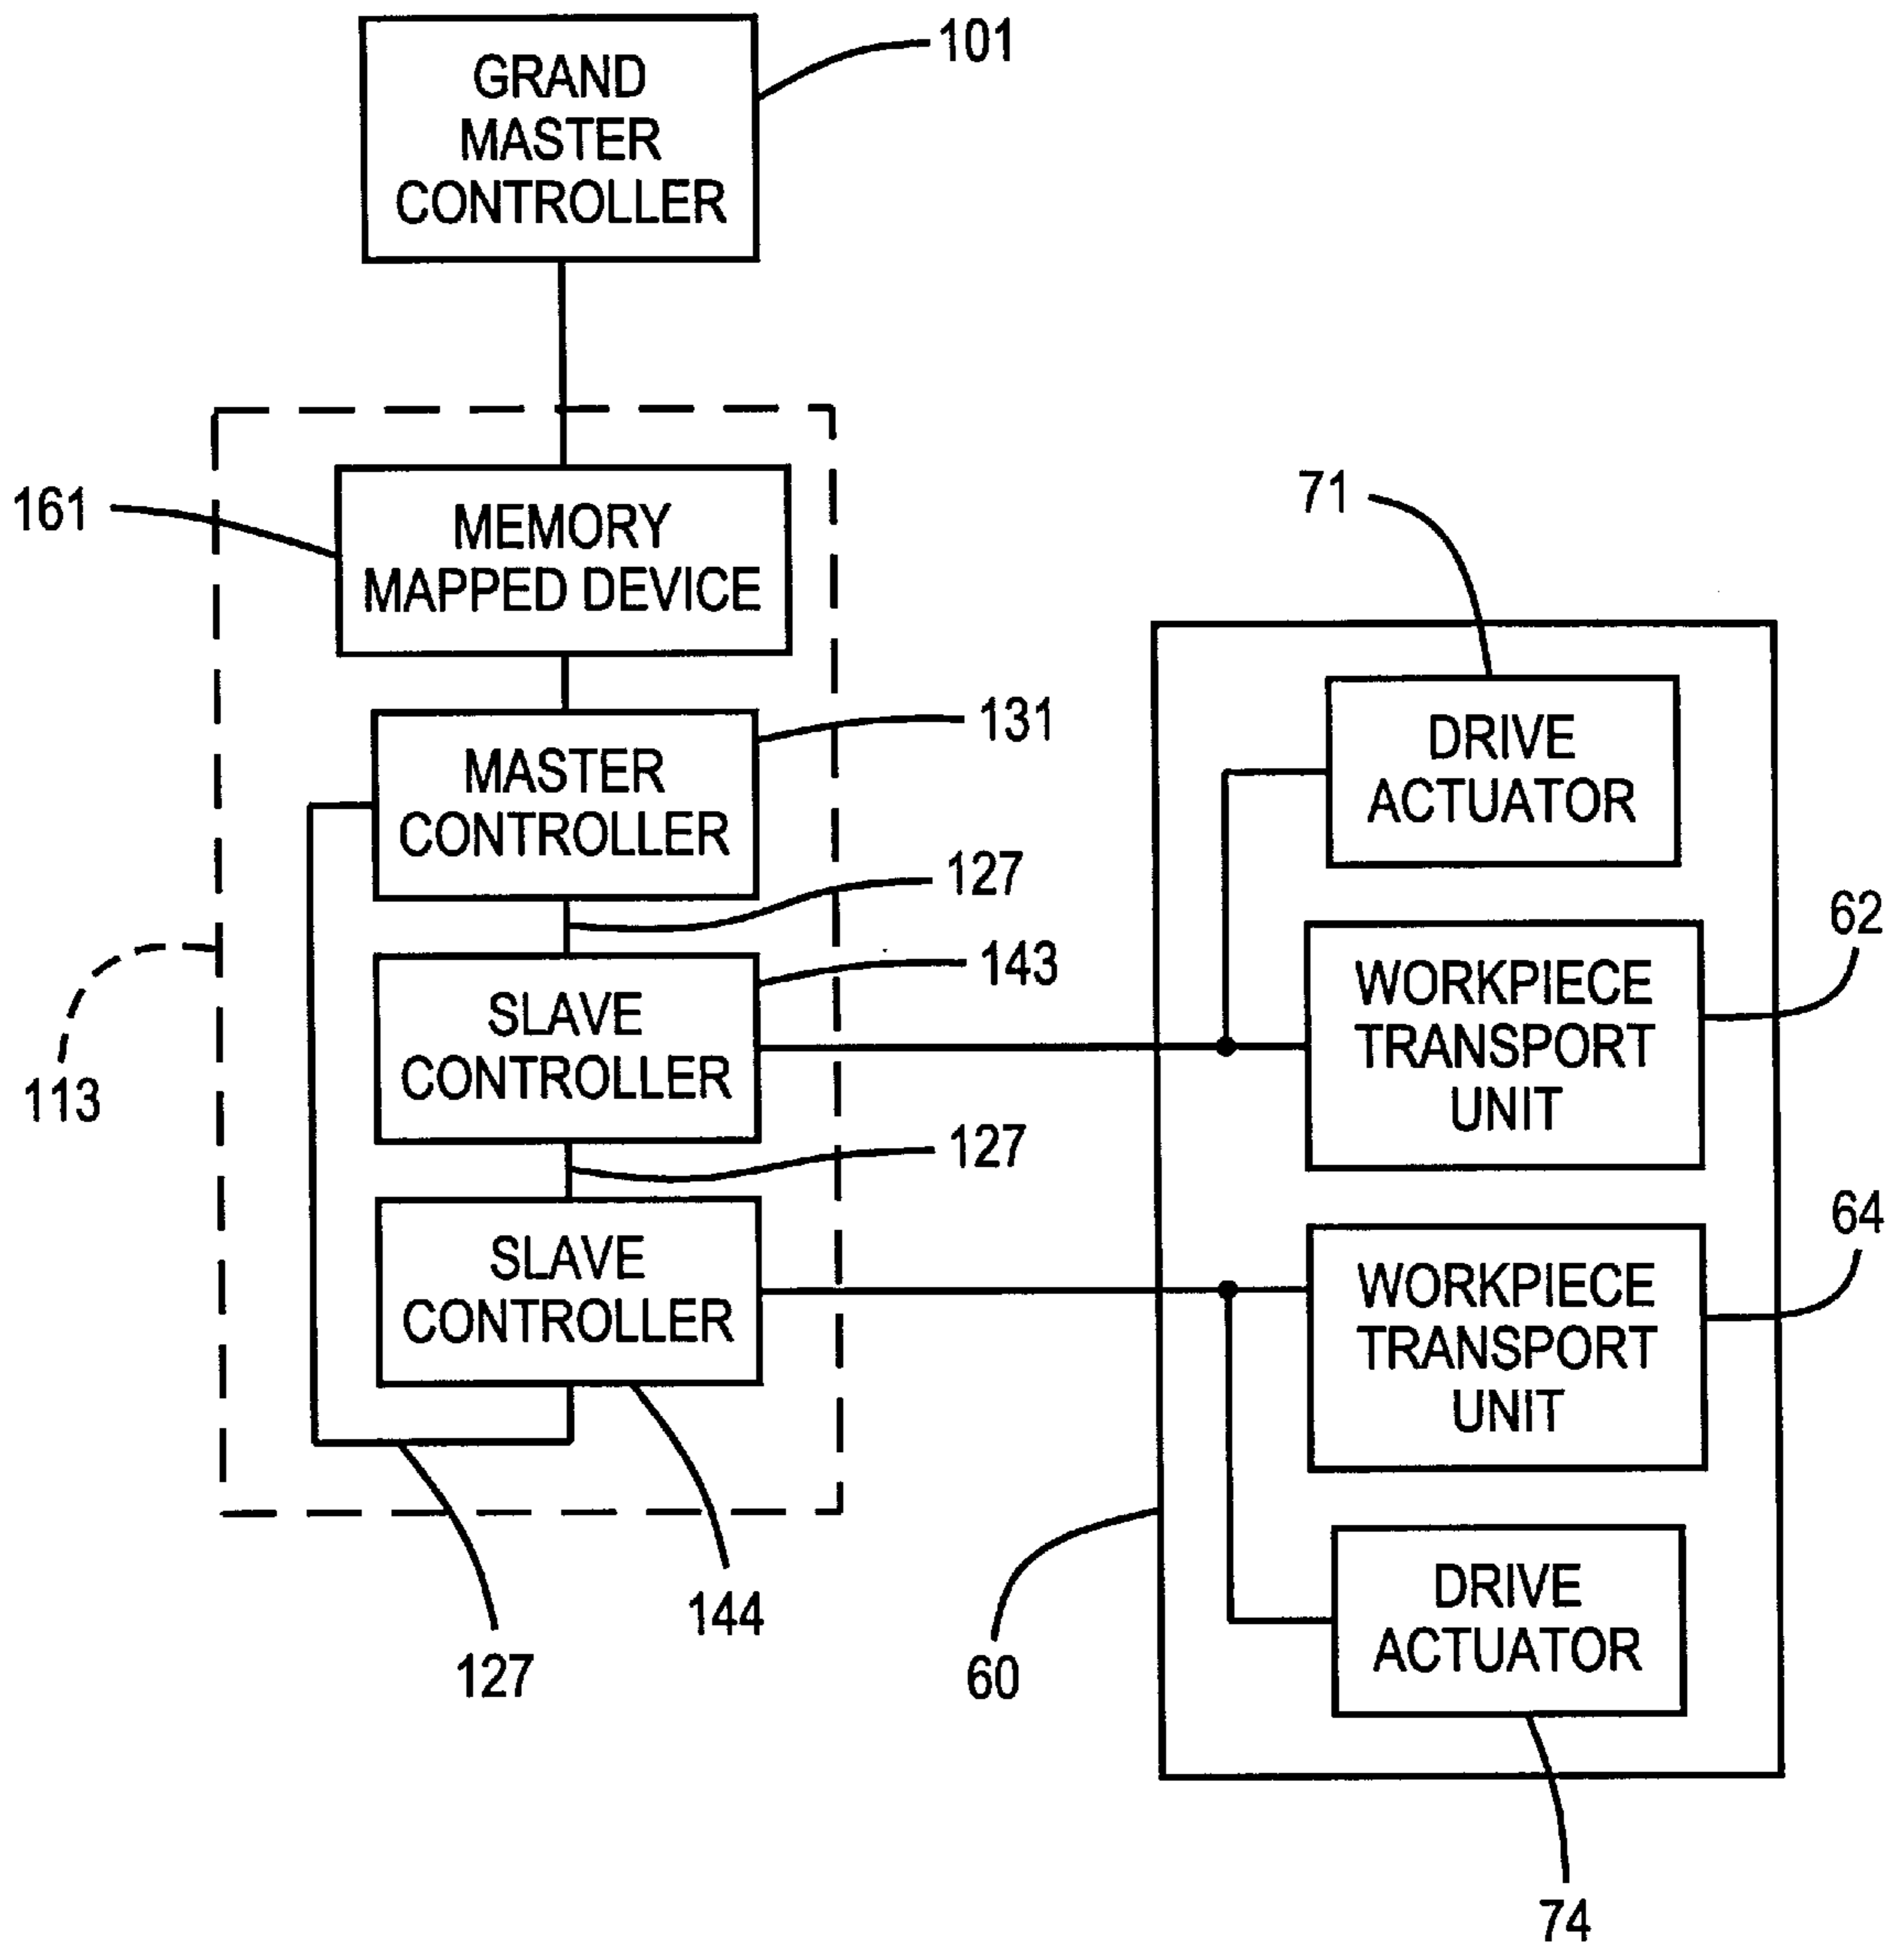 GRAND
MASTER
CONTROLLER
101
161
MEMORY
MAPPED DEVICE
131
MASTER
CONTROLLER
127
143
SLAVE
CONTROLLER
113
127
SLAVE
CONTROLLER
144
127
71
DRIVE
ACTUATOR
62
WORKPIECE
TRANSPORT
UNIT
64
WORKPIECE
TRANSPORT
UNIT
60
DRIVE
ACTUATOR
74